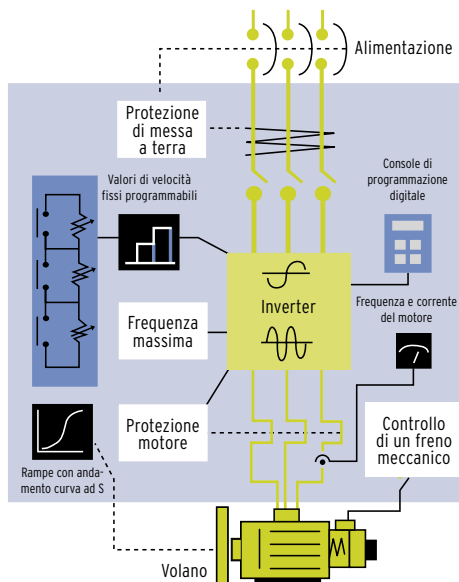 Alimentazione
Protezione
di messa
a terra
Valori di velocità
fissi programmabili
Console di
programmazione
digitale
Inverter
Frequenza e corrente
del motore
Frequenza
massima
Protezione
motore
Controllo
di un freno
meccanico
Rampe con anda-
mento curva ad S
Volano